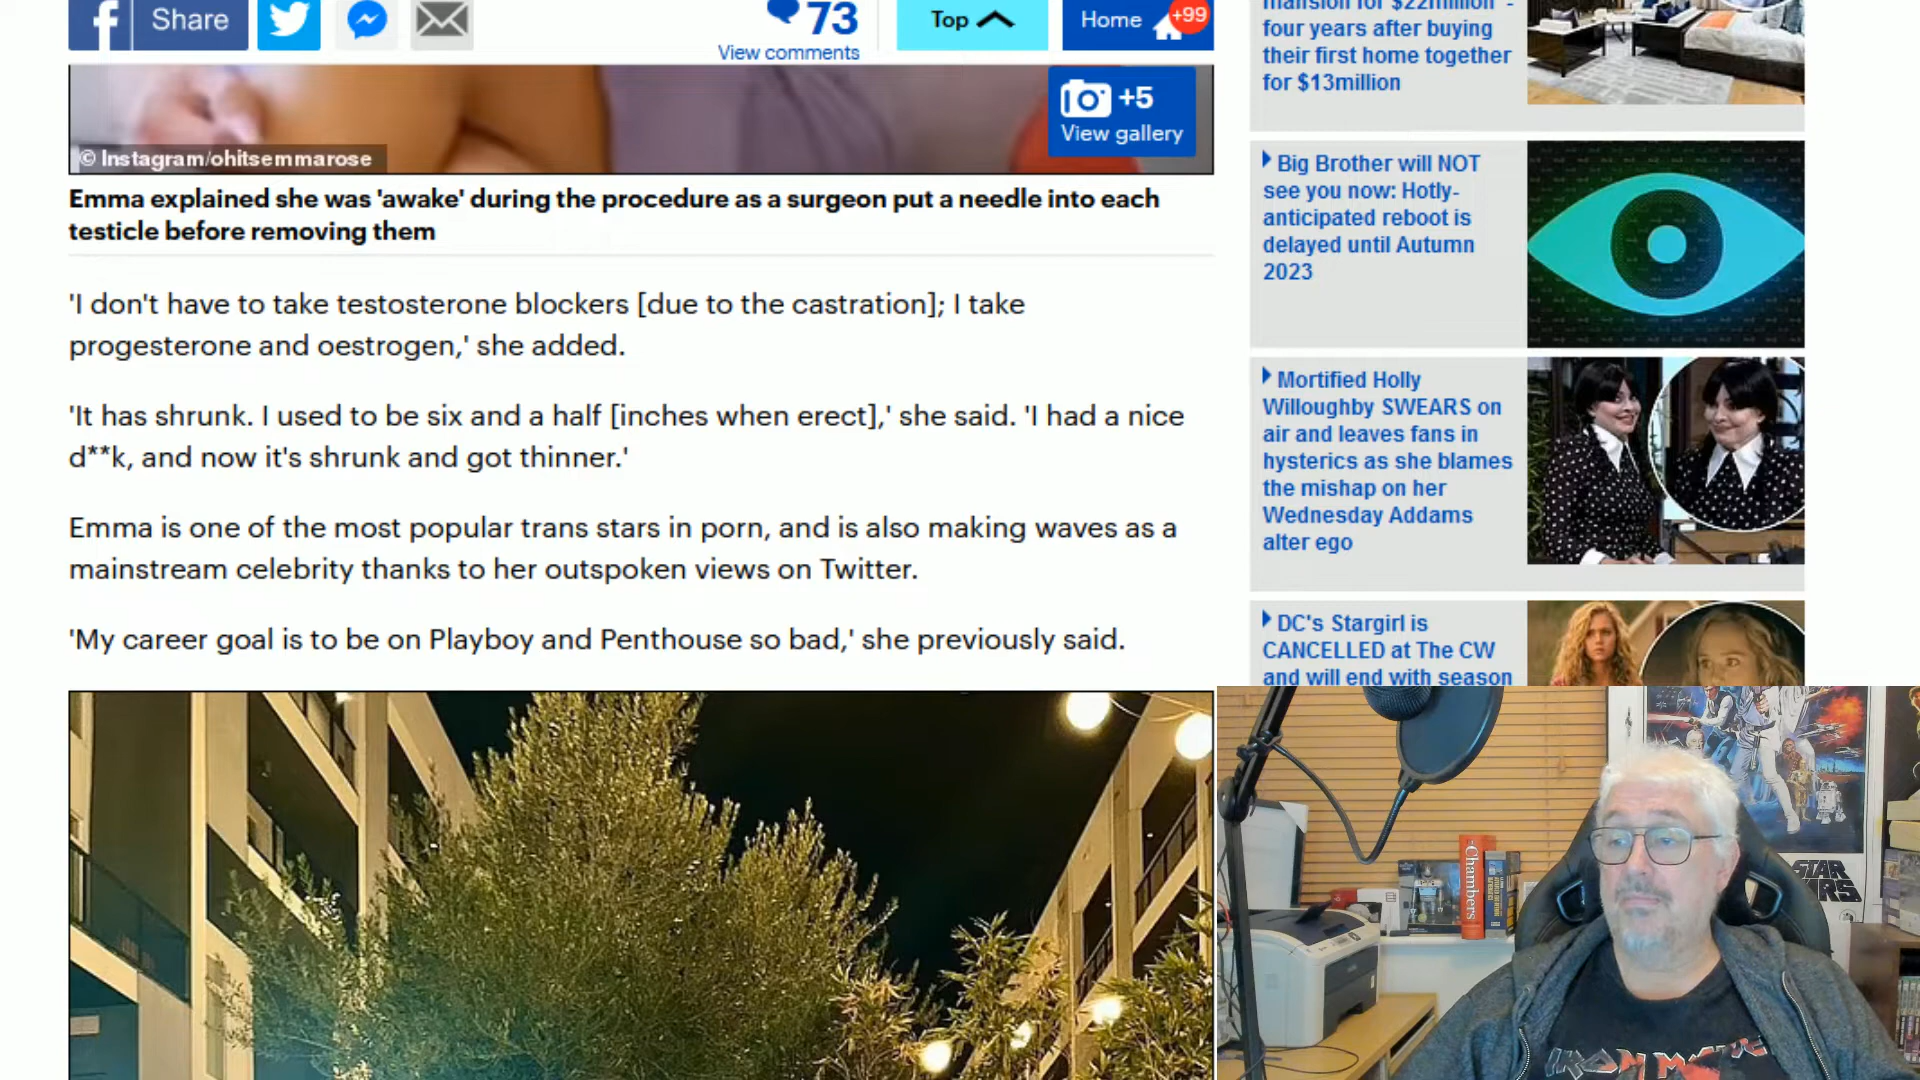 Share
73
View comments
Top
Home
+99
+5
View gallery
© Instagram/ohitsemmarose
Emma explained she was 'awake' during the procedure as a surgeon put a needle into each
testicle before removing them
'I don't have to take testosterone blockers [due to the castration]; I take
progesterone and oestrogen,' she added.
'It has shrunk. I used to be six and a half [inches when erect],' she said. 'I had a nice
d**k, and now it's shrunk and got thinner.'
Emma is one of the most popular trans stars in porn, and is also making waves as a
mainstream celebrity thanks to her outspoken views on Twitter.
'My career goal is to be on Playboy and Penthouse so bad,' she previously said.
mansion for $22million -
four years after buying
their first home together
for $13million
Big Brother will NOT
see you now: Hotly-
anticipated reboot is
delayed until Autumn
2023
Mortified Holly
Willoughby SWEARS on
air and leaves fans in
hysterics as she blames
the mishap on her
Wednesday Addams
alter ego
DC's Stargirl is
CANCELLED at The CW
and will end with season
Chambers
STAR
WARS
IRON MAIDEN